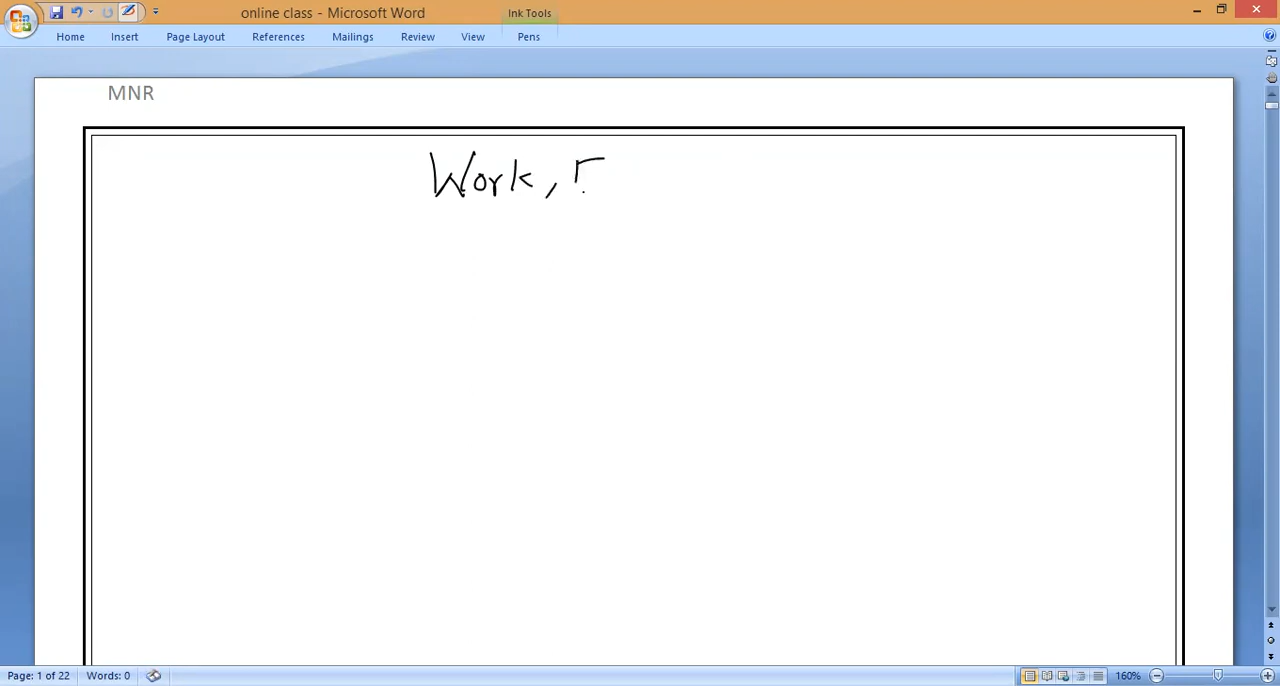 online class - Microsoft Word
Ink Tools
Home Insert Page Layout References Mailings Review View Pens
MNR
Work,
Page: 1 of 22 Words: 0 160%